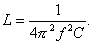 L = 1 / (4π²f²C).